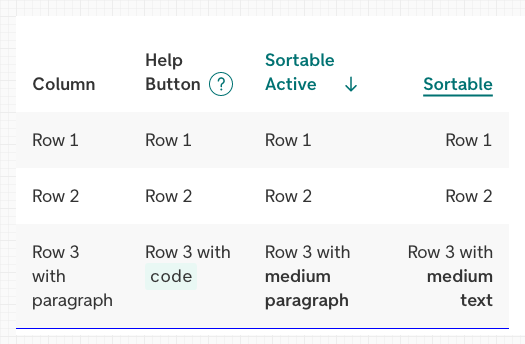 Column
Help
Button ?
Sortable
Active ↓
Sortable
Row 1
Row 1
Row 1
Row 1
Row 2
Row 2
Row 2
Row 2
Row 3
with
paragraph
Row 3 with
code
Row 3 with
medium
paragraph
Row 3 with
medium
text